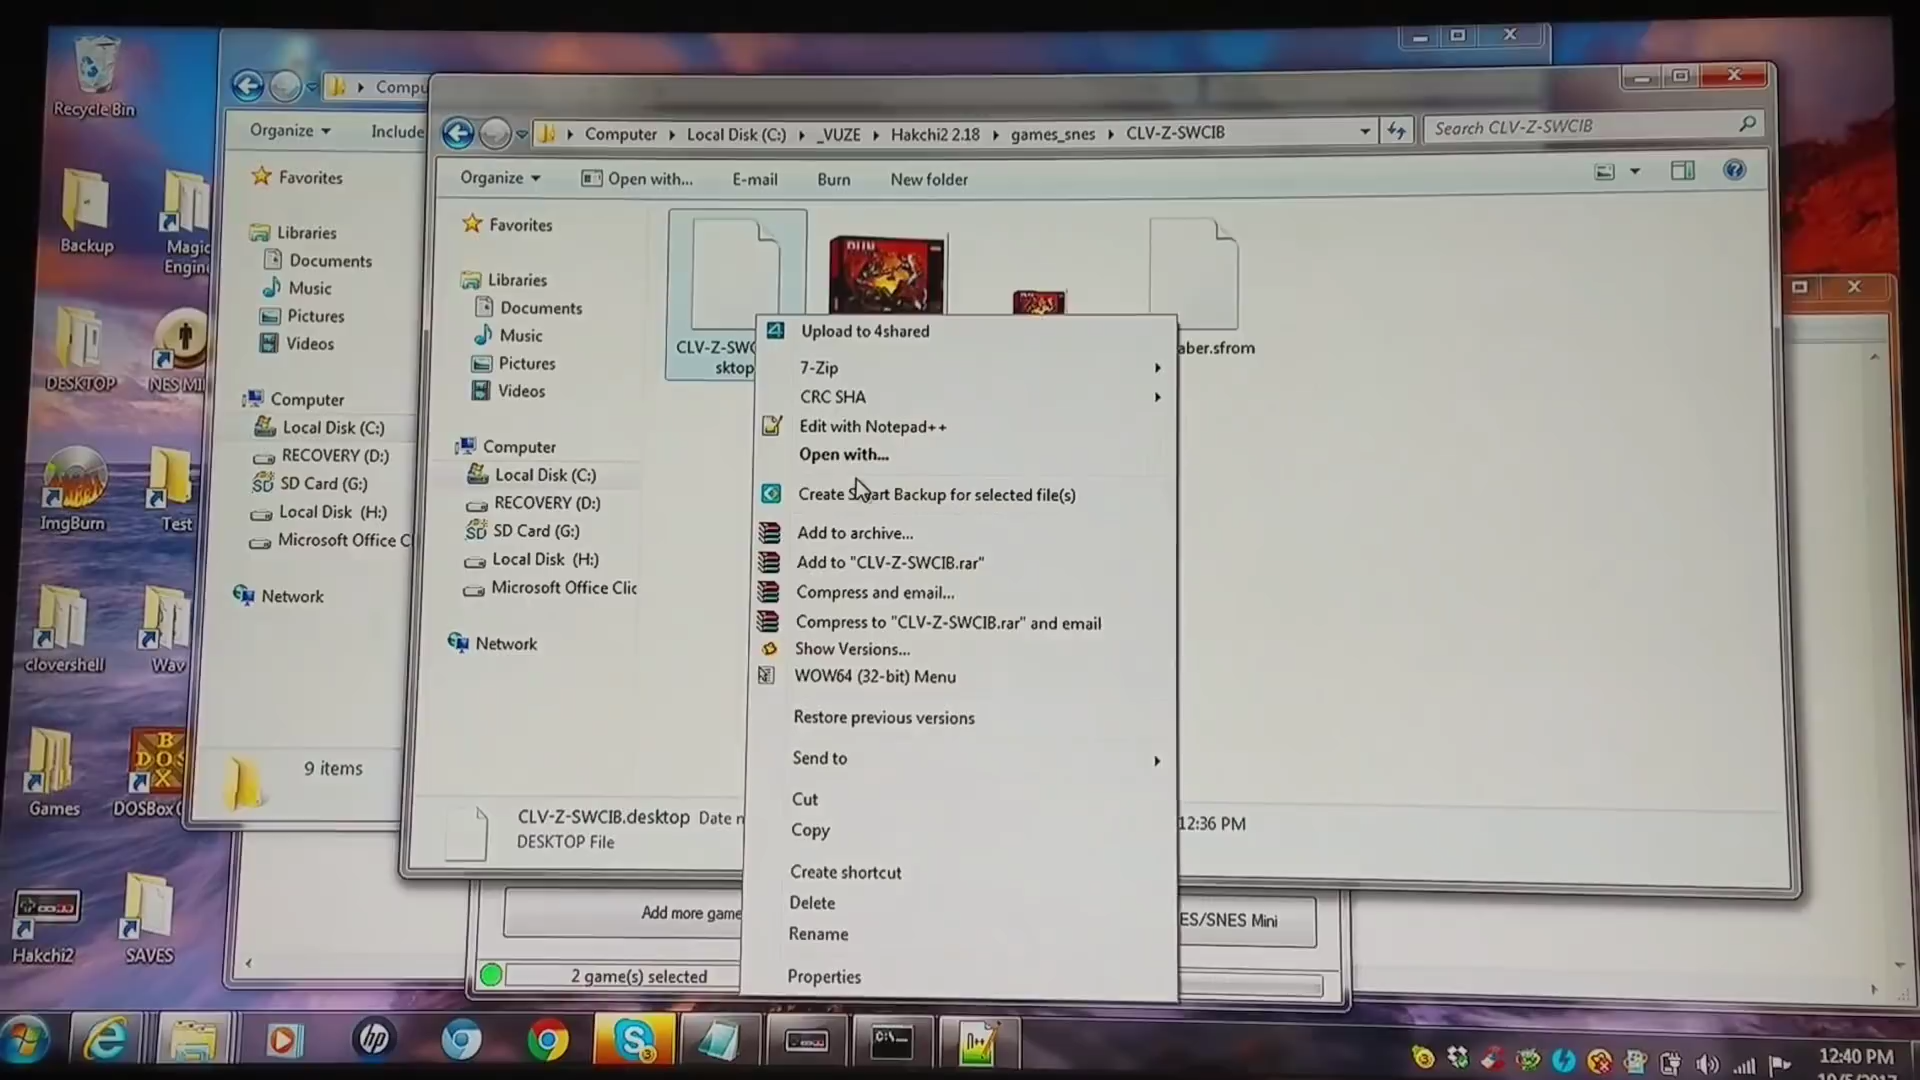 Recycle Bin
Backup
Magic
Engine
DESKTOP
NES MI
ImgBurn
Test
clovershell
Wav
Games
DOSBox
Hakchi2
SAVES
Compu
Organize
Include
Favorites
Libraries
Documents
Music
Pictures
Videos
Computer
Local Disk (C:)
RECOVERY (D:)
SD Card (G:)
Local Disk (H:)
Microsoft Office C
Network
9 items
Computer
Local Disk (C:)
_VUZE
Hakchi2 2.18
games_snes
CLV-Z-SWCIB
Search CLV-Z-SWCIB
Organize
Open with...
E-mail
Burn
New folder
Favorites
Libraries
Documents
Music
Pictures
Videos
Computer
Local Disk (C:)
RECOVERY (D:)
SD Card (G:)
Local Disk (H:)
Microsoft Office Clic
Network
CLV-Z-SWC
sktop
aber.sfrom
Upload to 4shared
7-Zip
CRC SHA
Edit with Notepad++
Open with...
Create Smart Backup for selected file(s)
Add to archive...
Add to "CLV-Z-SWCIB.rar"
Compress and email...
Compress to "CLV-Z-SWCIB.rar" and email
Show Versions...
WOW64 (32-bit) Menu
Restore previous versions
Send to
Cut
Copy
Create shortcut
Delete
Rename
Properties
CLV-Z-SWCIB.desktop
Date n
12:36 PM
DESKTOP File
Add more game
ES/SNES Mini
2 game(s) selected
12:40 PM